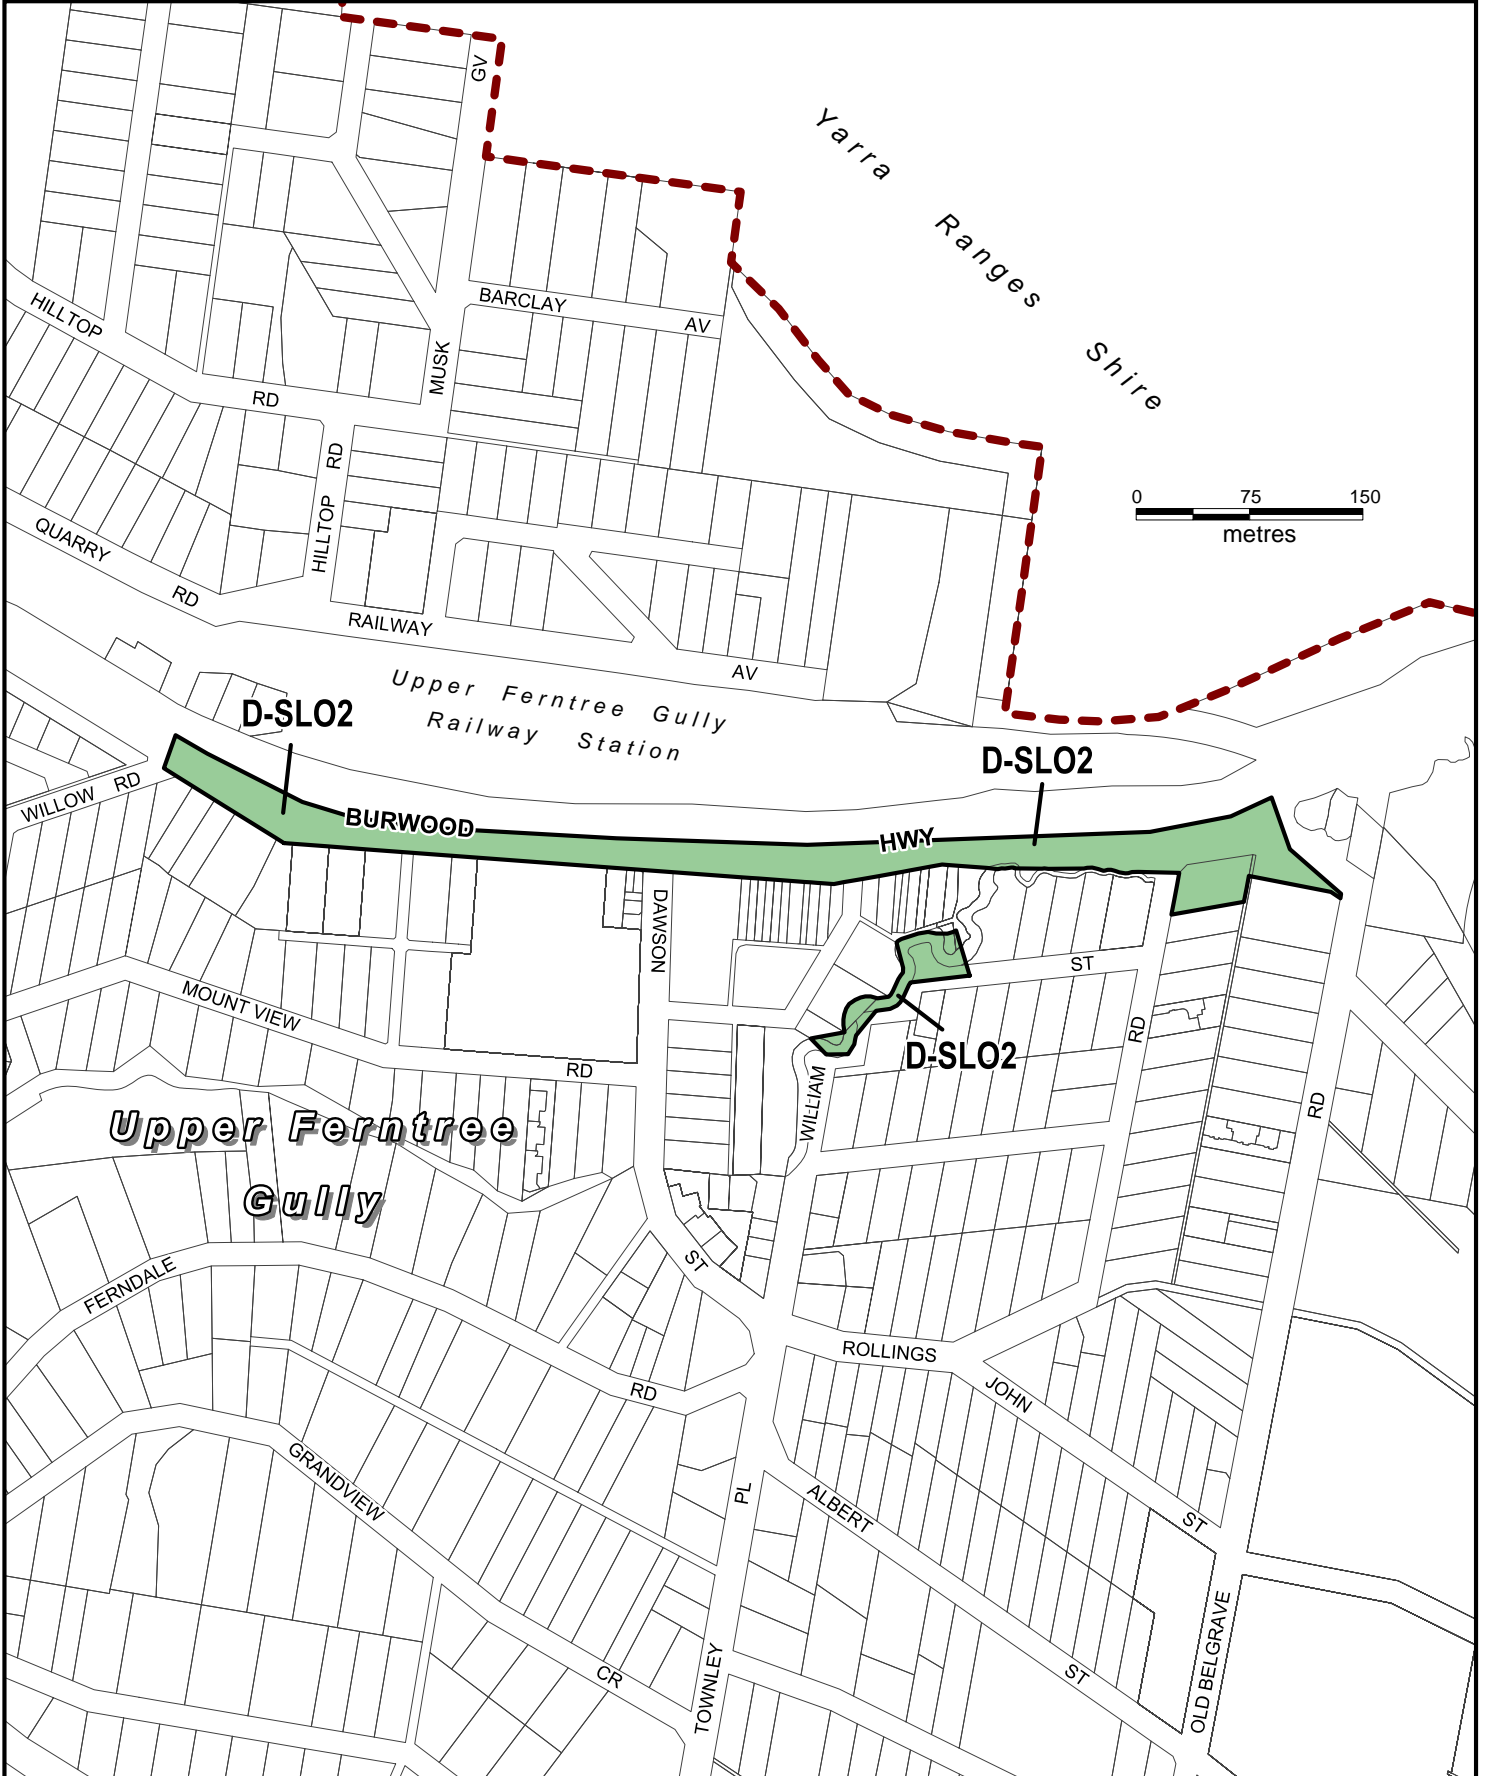 GV
Yarra
Ranges
Shire
BARCLAY
AV
HILLTOP
RD
MUSK
HILLTOP RD
0 75 150
metres
QUARRY
RD
RAILWAY
AV
Upper Ferntree Gully
Railway Station
D-SLO2
D-SLO2
WILLOW RD
BURWOOD
HWY
DAWSON
ST
MOUNT VIEW
RD
D-SLO2
RD
WILLIAM
RD
Upper Ferntree
Gully
ST
FERNDALE
RD
ROLLINGS
JOHN
ST
GRANDVIEW
CR
PL
ALBERT
ST
TOWNLEY
OLD BELGRAVE